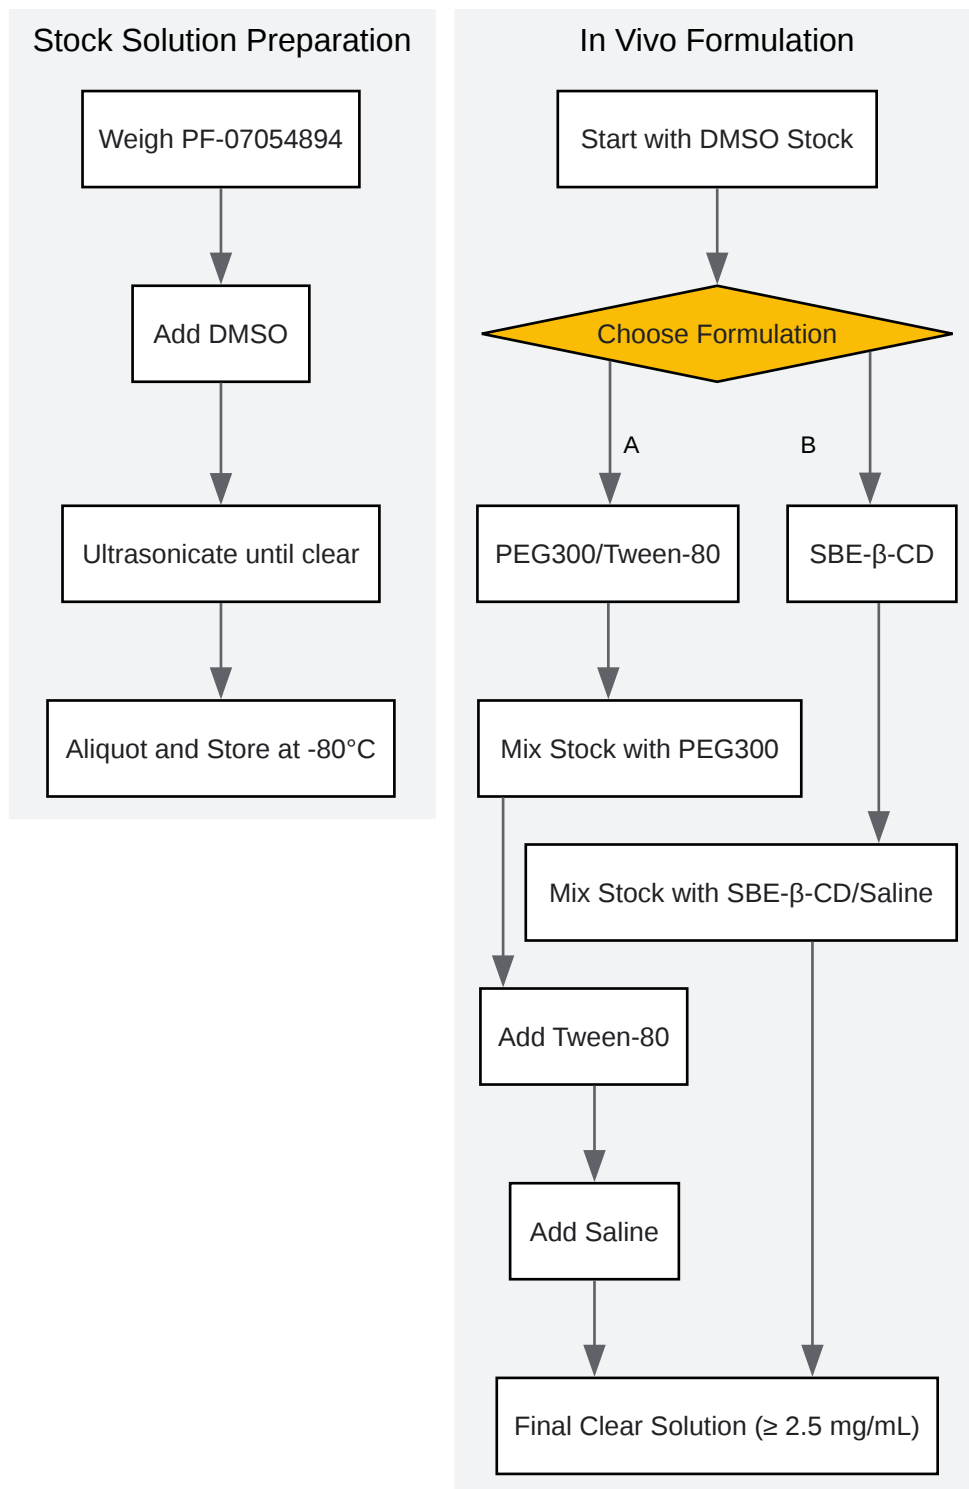 Stock Solution Preparation
Weigh PF-07054894
Add DMSO
Ultrasonicate until clear
Aliquot and Store at -80°C
In Vivo Formulation
Start with DMSO Stock
Choose Formulation
A
B
PEG300/Tween-80
SBE-β-CD
Mix Stock with PEG300
Mix Stock with SBE-β-CD/Saline
Add Tween-80
Add Saline
Final Clear Solution (≥ 2.5 mg/mL)